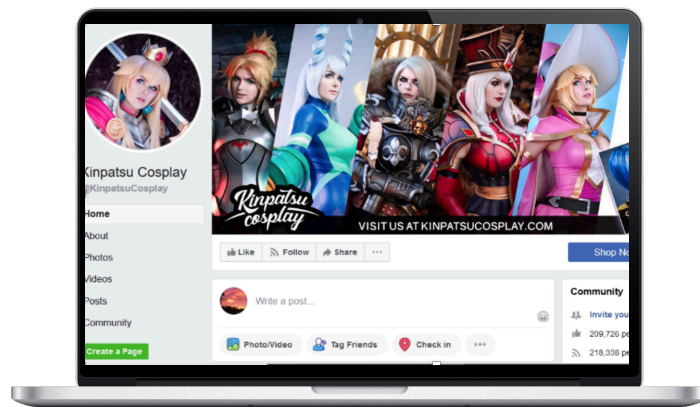 Kinpatsu Cosplay
@KinpatsuCosplay
Home
About
Photos
Videos
Posts
Community
Create a Page
Kinpatsu
cosplay
VISIT US AT KINPATSUCOSPLAY.COM
Like
Follow
Share
Shop No
Write a post...
Photo/Video
Tag Friends
Check in
Community
Invite you
209,726 pe
218,338 pe